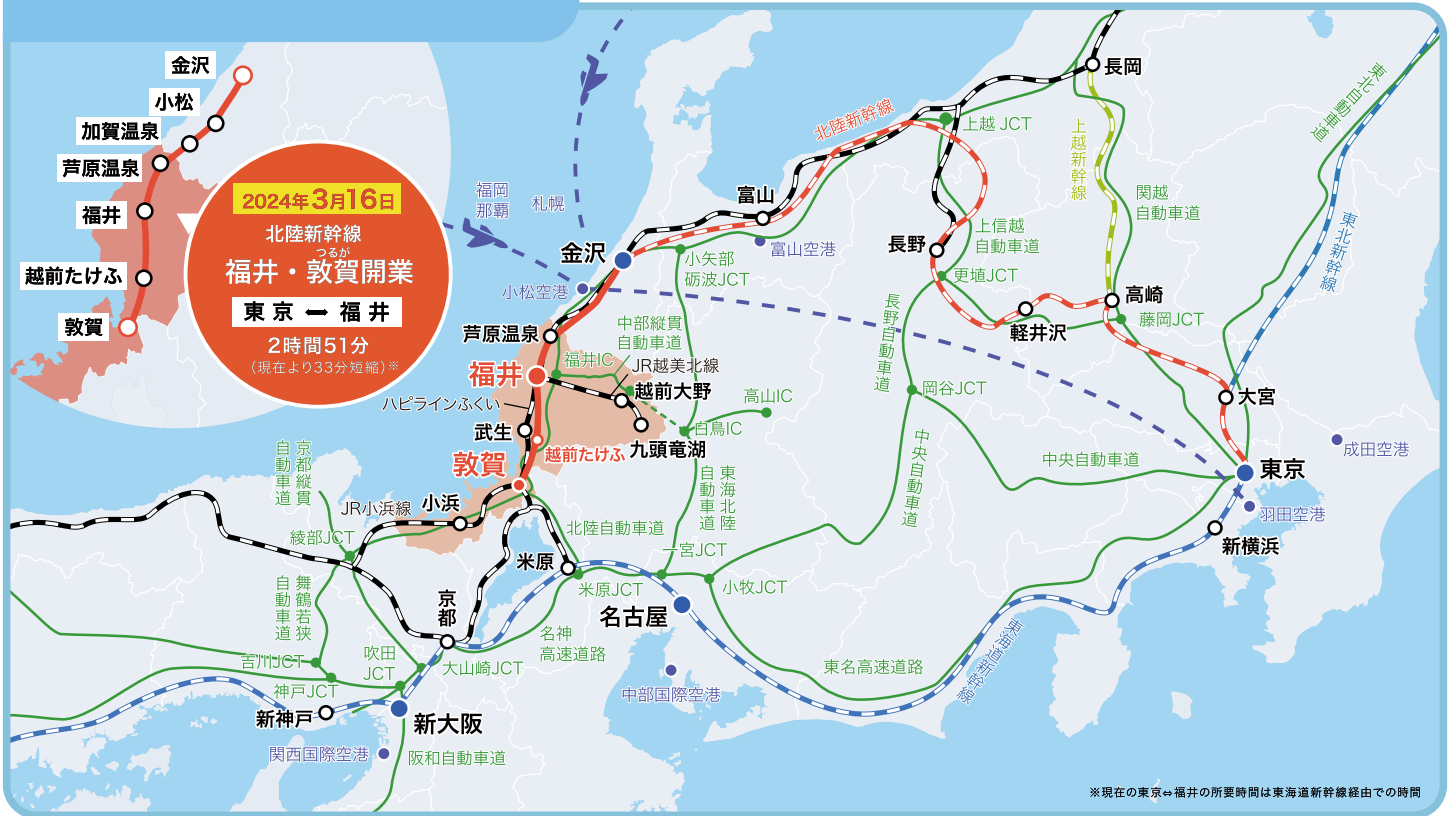 金沢
小松
加賀温泉
芦原温泉
福井
越前たけふ
敦賀
2024年3月16日
北陸新幹線
つるが
福井・敦賀開業
東京 ⇔ 福井
2時間51分
(現在より33分短縮)※
福岡
那覇
札幌
北陸新幹線
上越JCT
長岡
上越新幹線
関越
自動車道
東北自動車道
東北新幹線
富山
富山空港
金沢
小松空港
小矢部
砺波JCT
長野
上信越
自動車道
更埴JCT
高崎
藤岡JCT
軽井沢
長野自動車道
芦原温泉
中部縦貫
自動車道
福井IC
JR越美北線
福井
越前大野
ハピラインふくい
高山IC
岡谷JCT
大宮
武生
白鳥IC
九頭竜湖
越前たけふ
敦賀
成田空港
中央自動車道
中央自動車道
東京
羽田空港
新横浜
京都縦貫
自動車道
JR小浜線
小浜
東海北陸
自動車道
北陸自動車道
綾部JCT
一宮JCT
米原
米原JCT
小牧JCT
舞鶴若狭
自動車道
京都
名古屋
名神
高速道路
吉川JCT
吹田
JCT
大山崎JCT
東名高速道路
東海道新幹線
神戸JCT
中部国際空港
新神戸
新大阪
関西国際空港
阪和自動車道
※現在の東京⇔福井の所要時間は東海道新幹線経由での時間